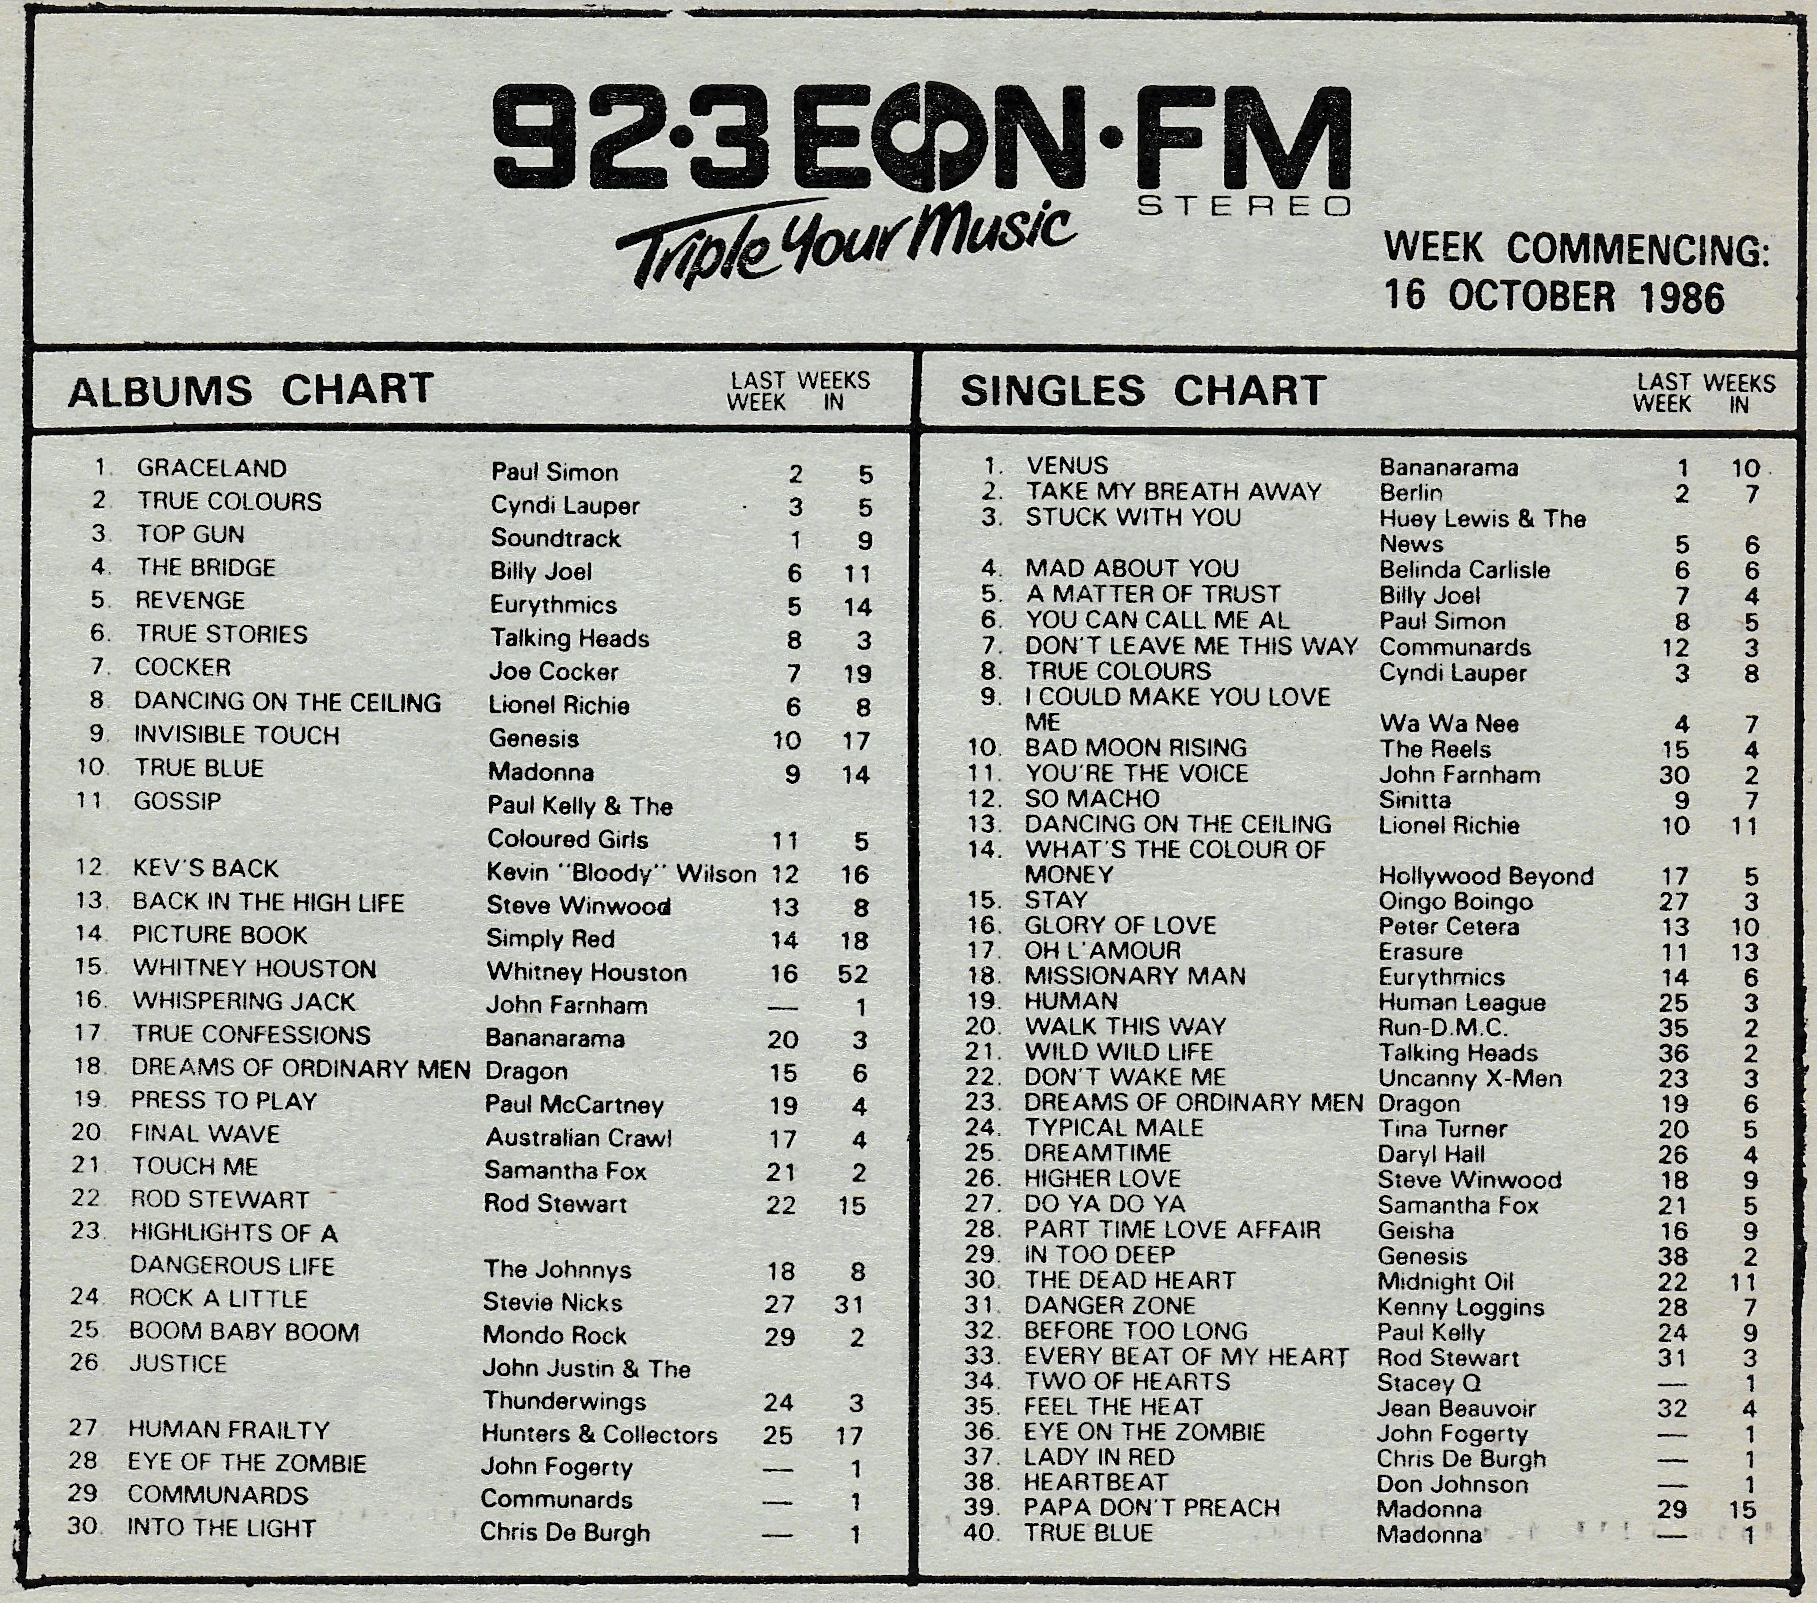 92·3 EON·FM
STEREO
Triple Your Music
WEEK COMMENCING:
16 OCTOBER 1986
ALBUMS CHART LAST WEEKS
WEEK IN
1. GRACELAND Paul Simon 2 5
2 TRUE COLOURS Cyndi Lauper 3 5
3. TOP GUN Soundtrack 1 9
4. THE BRIDGE Billy Joel 6 11
5. REVENGE Eurythmics 5 14
6. TRUE STORIES Talking Heads 8 3
7. COCKER Joe Cocker 7 19
8 DANCING ON THE CEILING Lionel Richie 6 8
9. INVISIBLE TOUCH Genesis 10 17
10. TRUE BLUE Madonna 9 14
11 GOSSIP Paul Kelly & The
Coloured Girls 11 5
12. KEV'S BACK Kevin "Bloody" Wilson 12 16
13. BACK IN THE HIGH LIFE Steve Winwood 13 8
14. PICTURE BOOK Simply Red 14 18
15. WHITNEY HOUSTON Whitney Houston 16 52
16. WHISPERING JACK John Farnham — 1
17. TRUE CONFESSIONS Bananarama 20 3
18. DREAMS OF ORDINARY MEN Dragon 15 6
19. PRESS TO PLAY Paul McCartney 19 4
20 FINAL WAVE Australian Crawl 17 4
21. TOUCH ME Samantha Fox 21 2
22 ROD STEWART Rod Stewart 22 15
23. HIGHLIGHTS OF A
DANGEROUS LIFE The Johnnys 18 8
24. ROCK A LITTLE Stevie Nicks 27 31
25. BOOM BABY BOOM Mondo Rock 29 2
26. JUSTICE John Justin & The
Thunderwings 24 3
27. HUMAN FRAILTY Hunters & Collectors 25 17
28 EYE OF THE ZOMBIE John Fogerty — 1
29 COMMUNARDS Communards — 1
30. INTO THE LIGHT Chris De Burgh — 1
SINGLES CHART LAST WEEKS
WEEK IN
1. VENUS Bananarama 1 10
2. TAKE MY BREATH AWAY Berlin 2 7
3. STUCK WITH YOU Huey Lewis & The
News 5 6
4. MAD ABOUT YOU Belinda Carlisle 6 6
5. A MATTER OF TRUST Billy Joel 7 4
6. YOU CAN CALL ME AL Paul Simon 8 5
7. DON'T LEAVE ME THIS WAY Communards 12 3
8. TRUE COLOURS Cyndi Lauper 3 8
9. I COULD MAKE YOU LOVE
ME Wa Wa Nee 4 7
10. BAD MOON RISING The Reels 15 4
11. YOU'RE THE VOICE John Farnham 30 2
12. SO MACHO Sinitta 9 7
13. DANCING ON THE CEILING Lionel Richie 10 11
14. WHAT'S THE COLOUR OF
MONEY Hollywood Beyond 17 5
15. STAY Oingo Boingo 27 3
16. GLORY OF LOVE Peter Cetera 13 10
17. OH L'AMOUR Erasure 11 13
18. MISSIONARY MAN Eurythmics 14 6
19. HUMAN Human League 25 3
20. WALK THIS WAY Run-D.M.C. 35 2
21. WILD WILD LIFE Talking Heads 36 2
22. DON'T WAKE ME Uncanny X-Men 23 3
23. DREAMS OF ORDINARY MEN Dragon 19 6
24. TYPICAL MALE Tina Turner 20 5
25. DREAMTIME Daryl Hall 26 4
26. HIGHER LOVE Steve Winwood 18 9
27. DO YA DO YA Samantha Fox 21 5
28. PART TIME LOVE AFFAIR Geisha 16 9
29. IN TOO DEEP Genesis 38 2
30. THE DEAD HEART Midnight Oil 22 11
31. DANGER ZONE Kenny Loggins 28 7
32. BEFORE TOO LONG Paul Kelly 24 9
33. EVERY BEAT OF MY HEART Rod Stewart 31 3
34. TWO OF HEARTS Stacey Q — 1
35. FEEL THE HEAT Jean Beauvoir 32 4
36. EYE ON THE ZOMBIE John Fogerty — 1
37. LADY IN RED Chris De Burgh — 1
38. HEARTBEAT Don Johnson — 1
39. PAPA DON'T PREACH Madonna 29 15
40. TRUE BLUE Madonna — 1